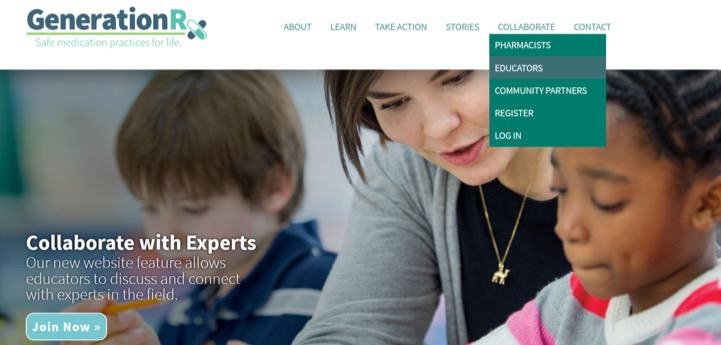 GenerationRx
Safe medication practices for life.
ABOUT LEARN TAKE ACTION STORIES COLLABORATE CONTACT
PHARMACISTS
EDUCATORS
COMMUNITY PARTNERS
REGISTER
LOG IN
Collaborate with Experts
Our new website feature allows
educators to discuss and connect
with experts in the field.
Join Now »